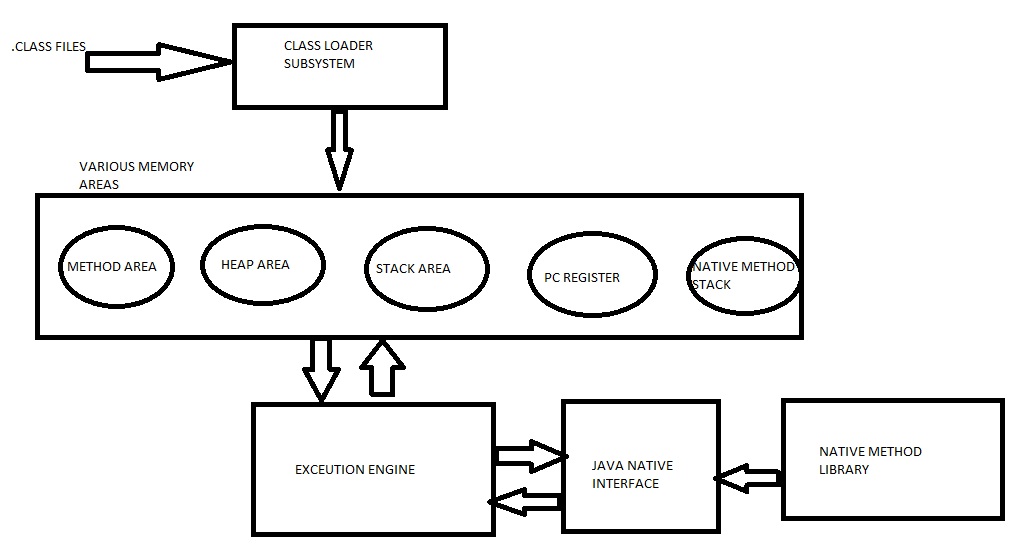 .CLASS FILES
CLASS LOADER
SUBSYSTEM
VARIOUS MEMORY
AREAS
METHOD AREA
HEAP AREA
STACK AREA
PC REGISTER
NATIVE METHOD
STACK
EXCEUTION ENGINE
JAVA NATIVE
INTERFACE
NATIVE METHOD
LIBRARY